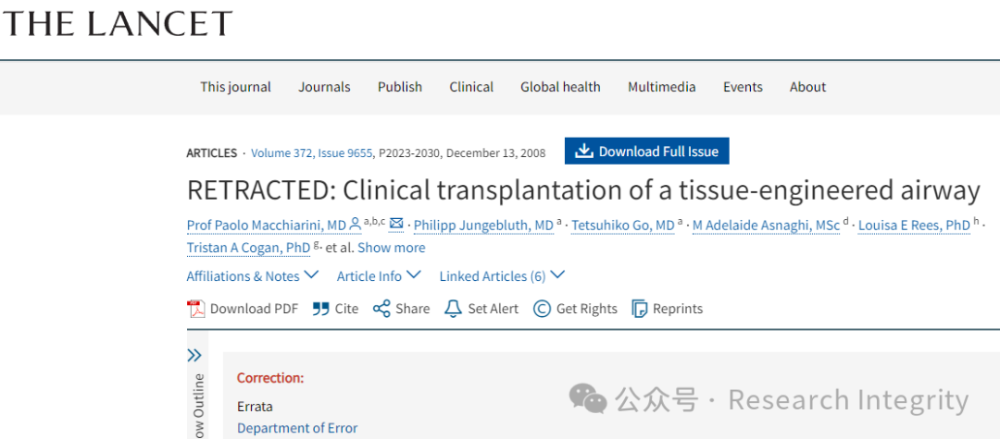 THE LANCET
This journal Journals Publish Clinical Global health Multimedia Events About
ARTICLES · Volume 372, Issue 9655, P2023-2030, December 13, 2008 Download Full Issue
RETRACTED: Clinical transplantation of a tissue-engineered airway
Prof Paolo Macchiarini, MD a,b,c · Philipp Jungebluth, MD a · Tetsuhiko Go, MD a · M Adelaide Asnaghi, MSc d · Louisa E Rees, PhD h ·
Tristan A Cogan, PhD g · et al. Show more
Affiliations & Notes Article Info Linked Articles (6)
PDF Download PDF Cite Share Set Alert Get Rights Reprints
Correction:
Errata
Department of Error
Outline
公众号 · Research Integrity